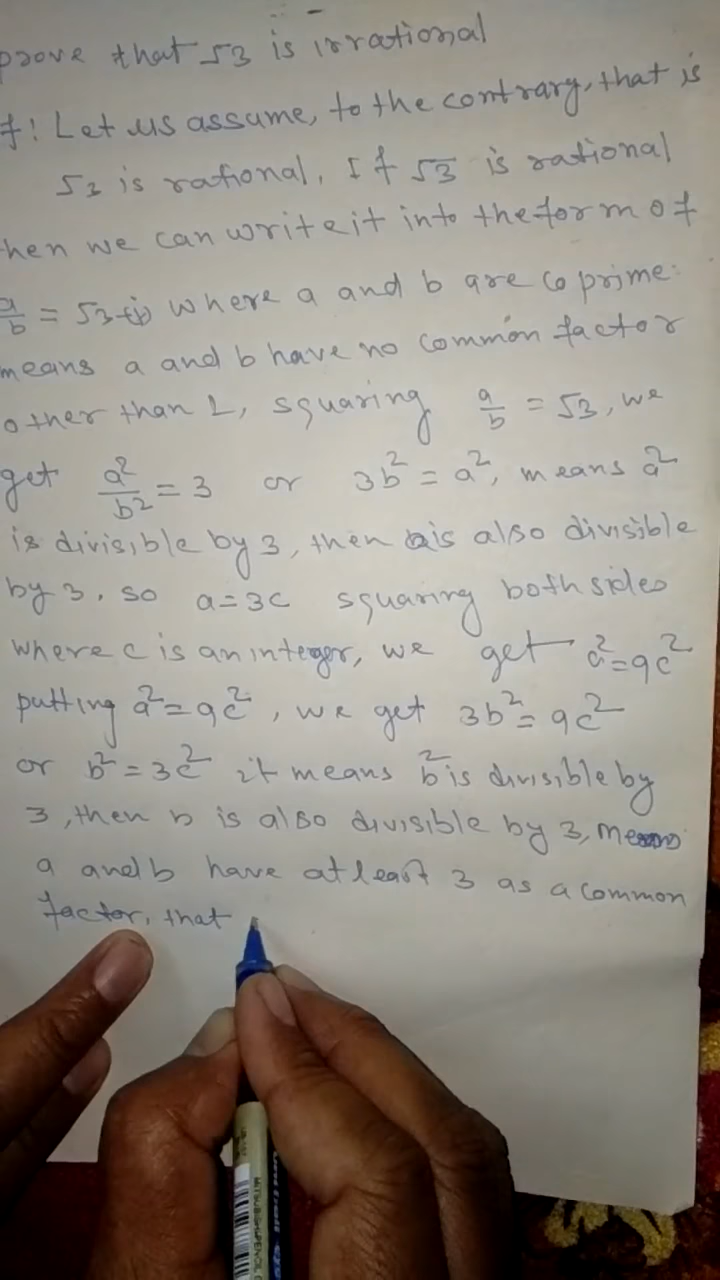 prove that √3 is irrational
f: Let us assume, to the contrary, that is
√3 is rational, If √3 is rational
hen we can write it into the form of
a/b = √3-(i) where a and b are co prime.
means a and b have no common factor
other than 1, squaring a/b = √3, we
get a²/b² = 3 or 3b² = a², means a²
is divisible by 3, then a is also divisible
by 3, so a=3c squaring both sides
where c is an integer, we get a²=9c²
putting a²=9c², we get 3b²=9c²
or b²=3c² it means b² is divisible by
3, then b is also divisible by 3, means
a and b have at least 3 as a common
factor, that